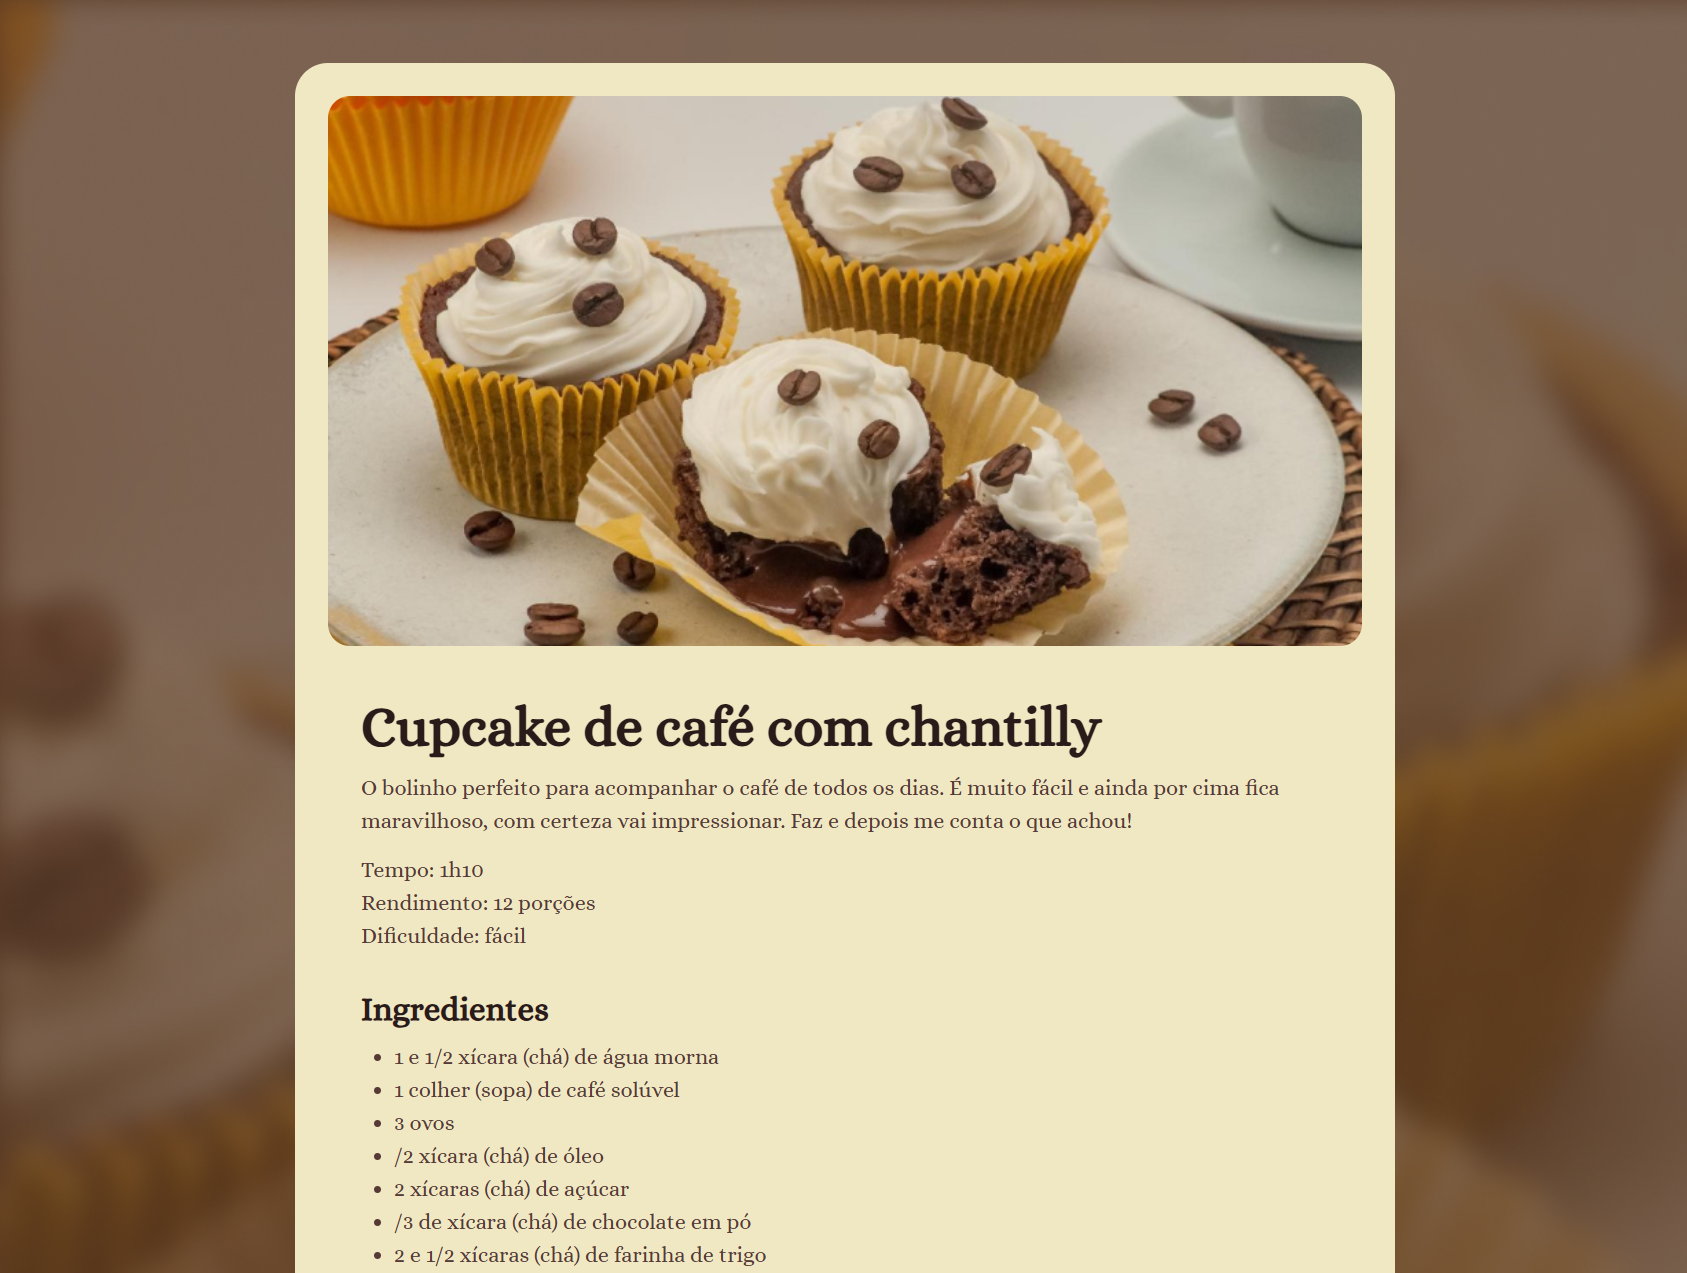 Cupcake de café com chantilly
O bolinho perfeito para acompanhar o café de todos os dias. É muito fácil e ainda por cima fica
maravilhoso, com certeza vai impressionar. Faz e depois me conta o que achou!
Tempo: 1h10
Rendimento: 12 porções
Dificuldade: fácil
Ingredientes
• 1 e 1/2 xícara (chá) de água morna
• 1 colher (sopa) de café solúvel
• 3 ovos
• /2 xícara (chá) de óleo
• 2 xícaras (chá) de açúcar
• /3 de xícara (chá) de chocolate em pó
• 2 e 1/2 xícaras (chá) de farinha de trigo